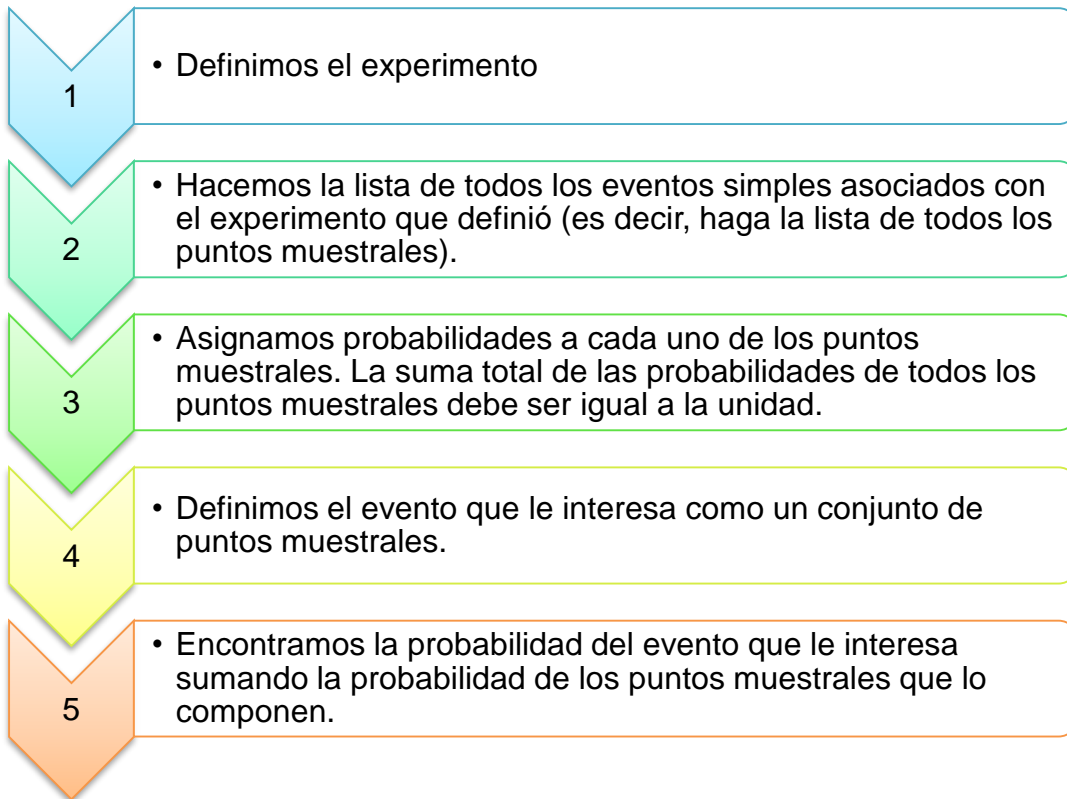 1
• Definimos el experimento
2
• Hacemos la lista de todos los eventos simples asociados con
el experimento que definió (es decir, haga la lista de todos los
puntos muestrales).
3
• Asignamos probabilidades a cada uno de los puntos
muestrales. La suma total de las probabilidades de todos los
puntos muestrales debe ser igual a la unidad.
4
• Definimos el evento que le interesa como un conjunto de
puntos muestrales.
5
• Encontramos la probabilidad del evento que le interesa
sumando la probabilidad de los puntos muestrales que lo
componen.